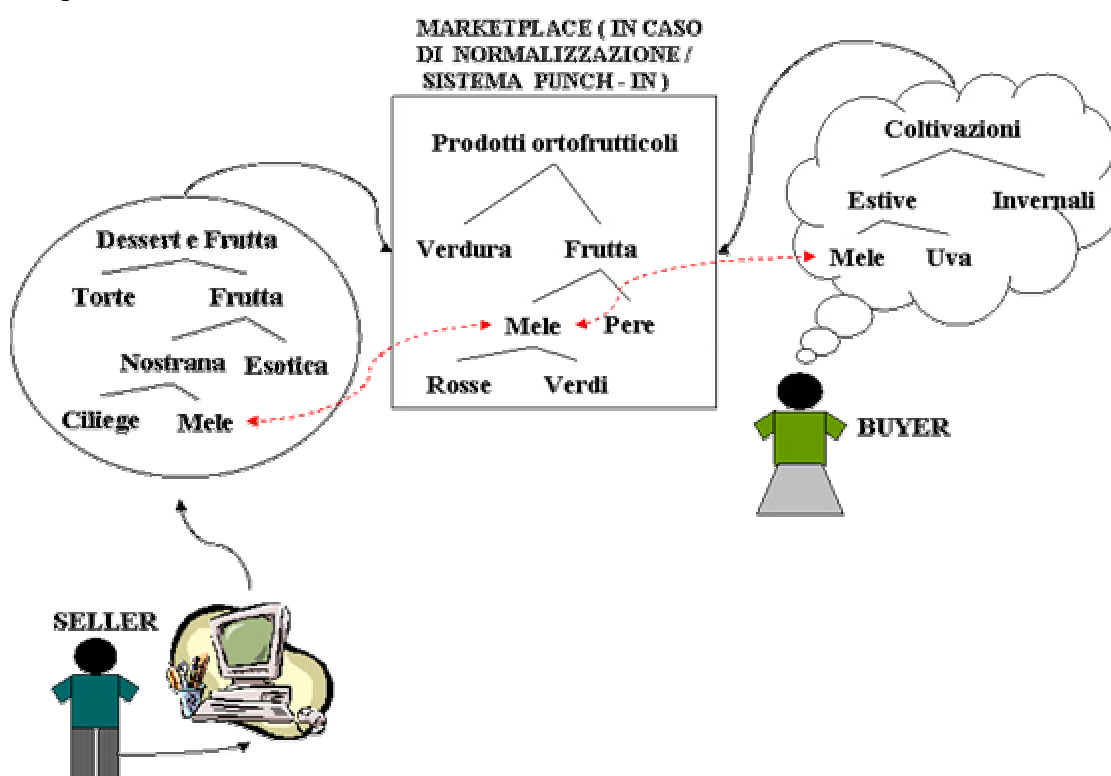 MARKETPLACE ( IN CASO
DI NORMALIZZAZIONE /
SISTEMA PUNCH - IN )
Prodotti ortofrutticoli
Verdura Frutta
Mele Pere
Rosse Verdi
Dessert e Frutta
Torte Frutta
Nostrana Esotica
Ciliege Mele
Coltivazioni
Estive Invernali
Mele Uva
BUYER
SELLER